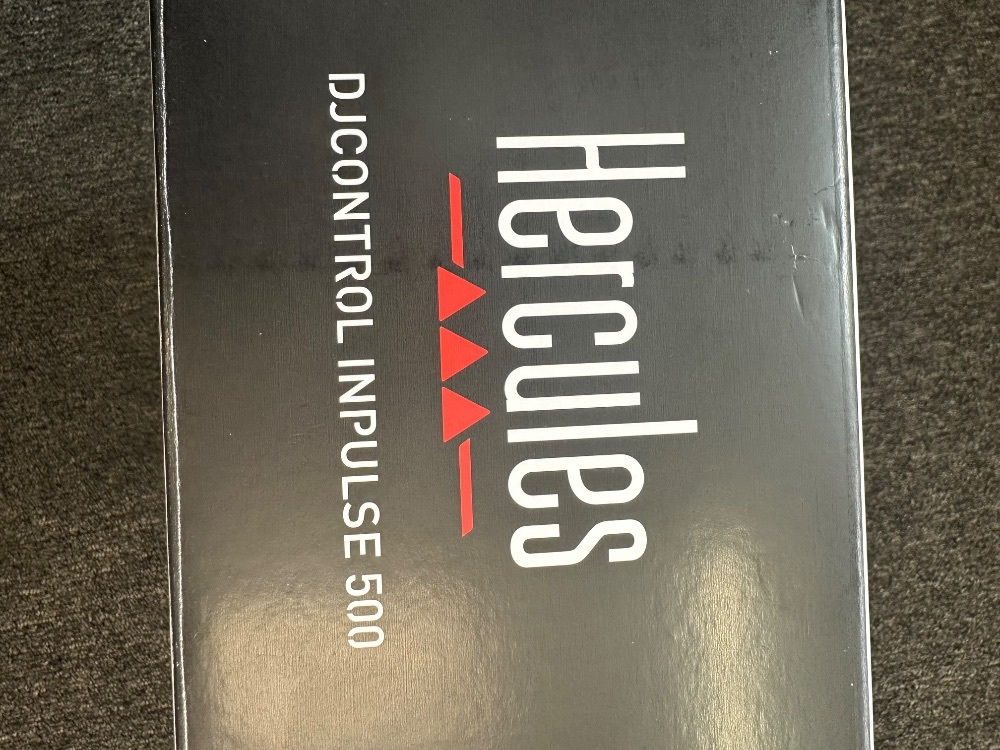 Hercules
DJCONTROL INPULSE 500